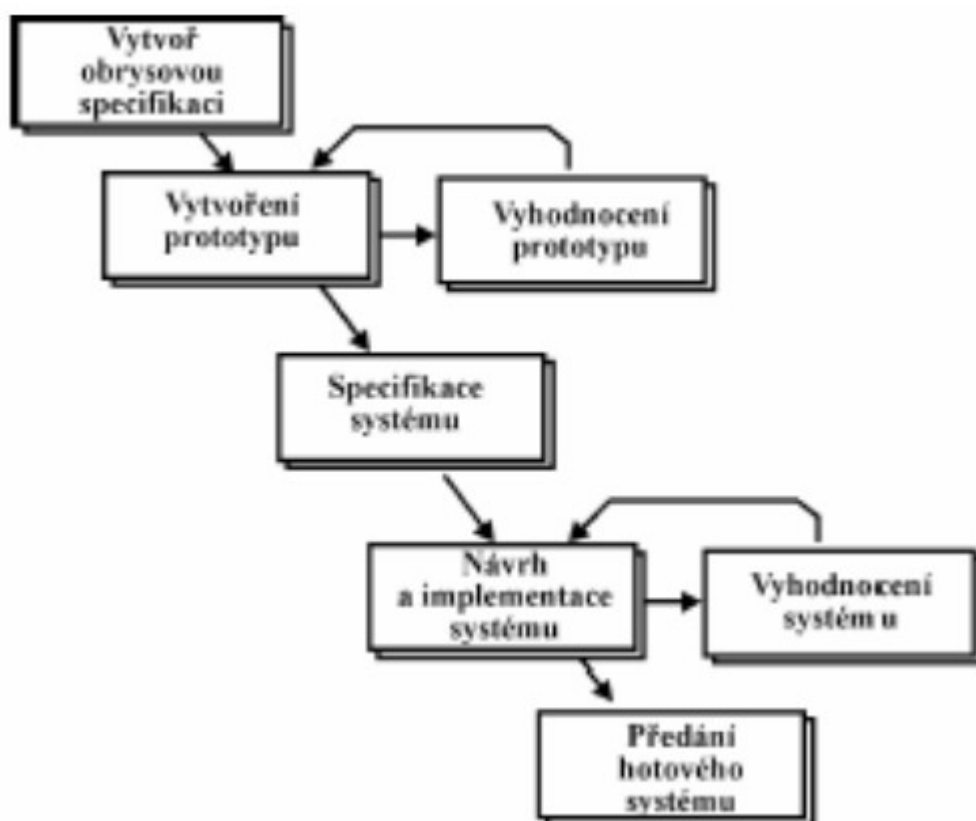 Vytvoř
obrysovou
specifikaci
Vytvoření
prototypu
Vyhodnocení
prototypu
Specifikace
systému
Návrh
a implementace
systému
Vyhodnocení
systém u
Předání
hotového
systému